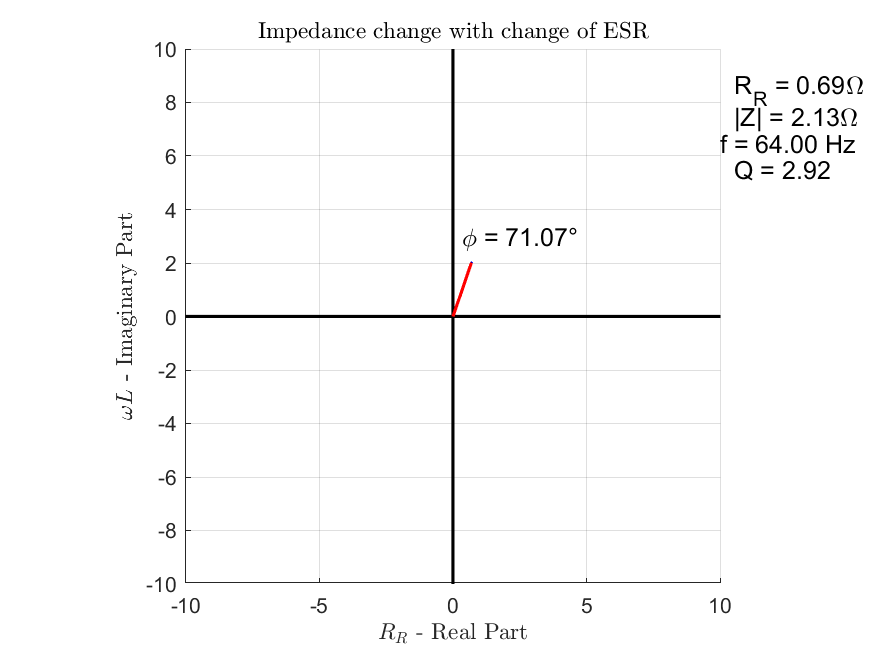 Impedance change with change of ESR
R_R = 0.69Ω
|Z| = 2.13Ω
f = 64.00 Hz
Q = 2.92
ϕ = 71.07°
10
8
6
4
2
0
-2
-4
-6
-8
-10
-10 -5 0 5 10
ωL - Imaginary Part
R_R - Real Part